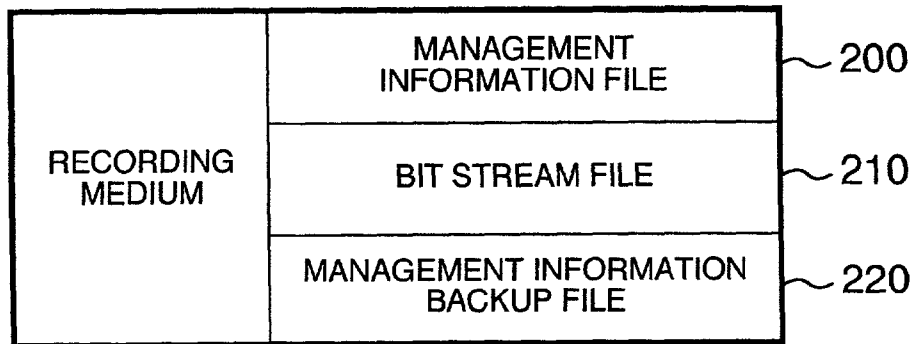 RECORDING
MEDIUM
MANAGEMENT
INFORMATION FILE
200
BIT STREAM FILE
210
MANAGEMENT INFORMATION
BACKUP FILE
220